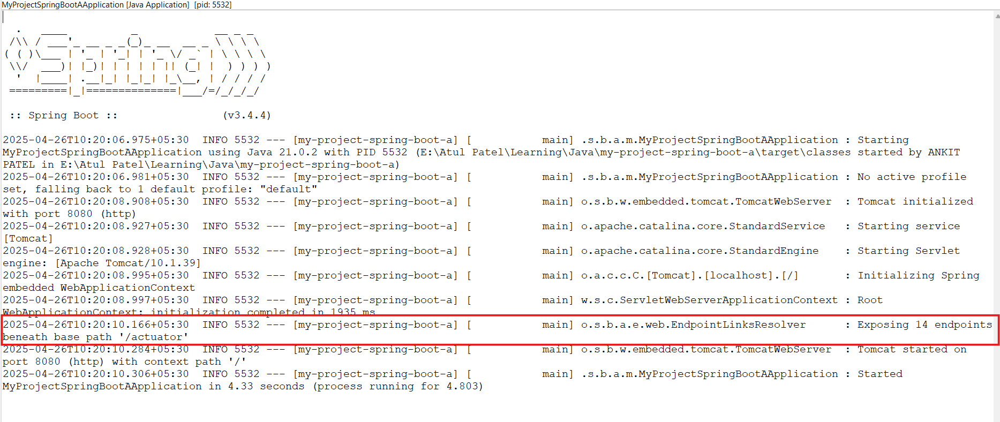 MyProjectSpringBootAApplication [Java Application] [pid: 5532]
  .   ____          _            __ _ _
 /\\ / ___'_ __ _ _(_)_ __  __ _ \ \ \ \
( ( )\___ | '_ | '_| | '_ \/ _` | \ \ \ \
 \\/  ___)| |_)| | | | | || (_| |  ) ) ) )
  '  |____| .__|_| |_|_| |_\__, | / / / /
 =========|_|==============|___/=/_/_/_/
 :: Spring Boot ::                (v3.4.4)
2025-04-26T10:20:06.975+05:30  INFO 5532 --- [my-project-spring-boot-a] [           main] .s.b.a.m.MyProjectSpringBootAApplication : Starting
MyProjectSpringBootAApplication using Java 21.0.2 with PID 5532 (E:\Atul Patel\Learning\Java\my-project-spring-boot-a\target\classes started by ANKIT
PATEL in E:\Atul Patel\Learning\Java\my-project-spring-boot-a)
2025-04-26T10:20:06.981+05:30  INFO 5532 --- [my-project-spring-boot-a] [           main] .s.b.a.m.MyProjectSpringBootAApplication : No active profile
set, falling back to 1 default profile: "default"
2025-04-26T10:20:08.908+05:30  INFO 5532 --- [my-project-spring-boot-a] [           main] o.s.b.w.embedded.tomcat.TomcatWebServer  : Tomcat initialized
with port 8080 (http)
2025-04-26T10:20:08.927+05:30  INFO 5532 --- [my-project-spring-boot-a] [           main] o.apache.catalina.core.StandardService   : Starting service
[Tomcat]
2025-04-26T10:20:08.928+05:30  INFO 5532 --- [my-project-spring-boot-a] [           main] o.apache.catalina.core.StandardEngine    : Starting Servlet
engine: [Apache Tomcat/10.1.39]
2025-04-26T10:20:08.995+05:30  INFO 5532 --- [my-project-spring-boot-a] [           main] o.a.c.c.C.[Tomcat].[localhost].[/]       : Initializing Spring
embedded WebApplicationContext
2025-04-26T10:20:08.997+05:30  INFO 5532 --- [my-project-spring-boot-a] [           main] w.s.c.ServletWebServerApplicationContext : Root
WebApplicationContext: initialization completed in 1935 ms
2025-04-26T10:20:10.166+05:30  INFO 5532 --- [my-project-spring-boot-a] [           main] o.s.b.a.e.web.EndpointLinksResolver      : Exposing 14 endpoints
beneath base path '/actuator'
2025-04-26T10:20:10.284+05:30  INFO 5532 --- [my-project-spring-boot-a] [           main] o.s.b.w.embedded.tomcat.TomcatWebServer  : Tomcat started on
port 8080 (http) with context path '/'
2025-04-26T10:20:10.306+05:30  INFO 5532 --- [my-project-spring-boot-a] [           main] .s.b.a.m.MyProjectSpringBootAApplication : Started
MyProjectSpringBootAApplication in 4.33 seconds (process running for 4.803)